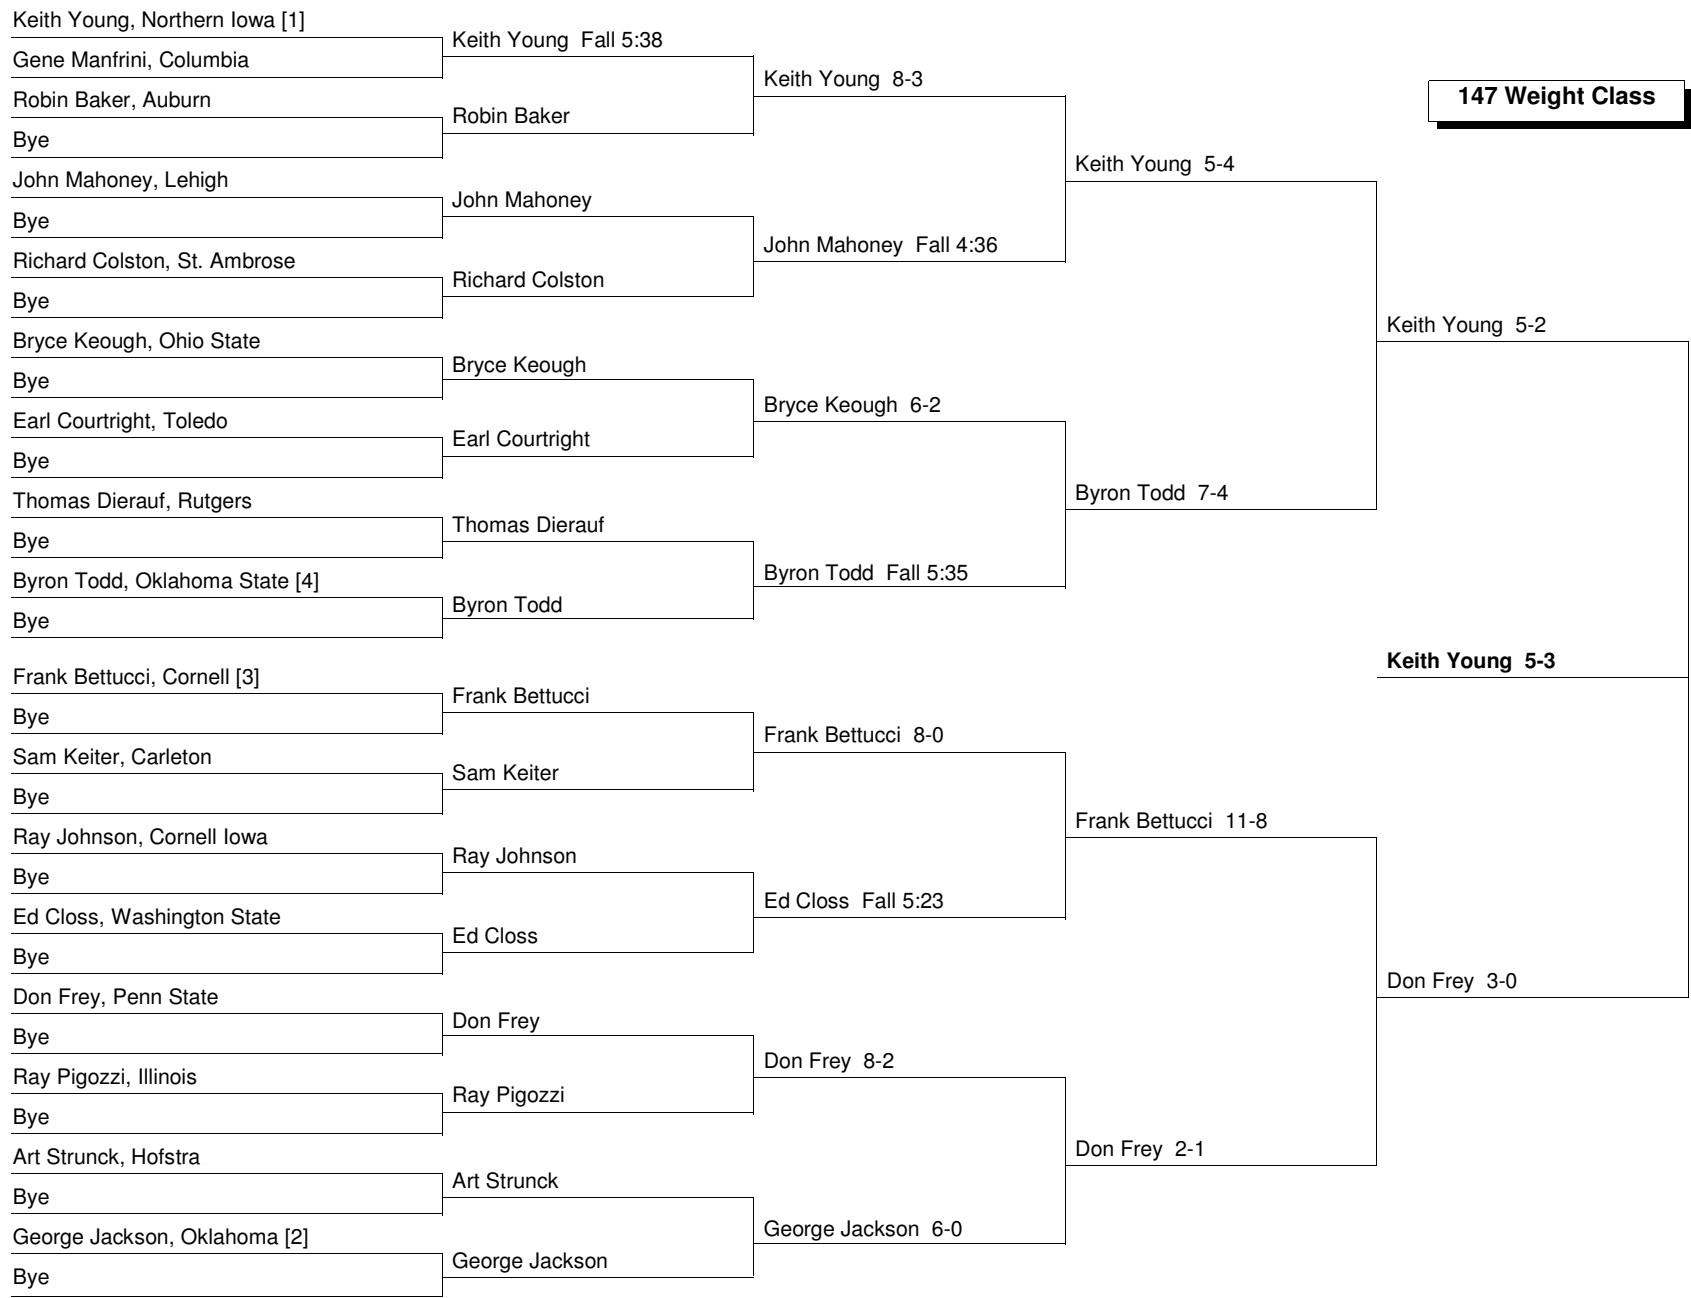 Keith Young, Northern Iowa [1]
Gene Manfrini, Columbia
Robin Baker, Auburn
Bye
John Mahoney, Lehigh
Bye
Richard Colston, St. Ambrose
Bye
Bryce Keough, Ohio State
Bye
Earl Courtright, Toledo
Bye
Thomas Dierauf, Rutgers
Bye
Byron Todd, Oklahoma State [4]
Bye
Frank Bettucci, Cornell [3]
Bye
Sam Keiter, Carleton
Bye
Ray Johnson, Cornell Iowa
Bye
Ed Closs, Washington State
Bye
Don Frey, Penn State
Bye
Ray Pigozzi, Illinois
Bye
Art Strunck, Hofstra
Bye
George Jackson, Oklahoma [2]
Bye
Keith Young Fall 5:38
Robin Baker
John Mahoney
Richard Colston
Bryce Keough
Earl Courtright
Thomas Dierauf
Byron Todd
Frank Bettucci
Sam Keiter
Ray Johnson
Ed Closs
Don Frey
Ray Pigozzi
Art Strunck
George Jackson
Keith Young 8-3
John Mahoney Fall 4:36
Bryce Keough 6-2
Byron Todd Fall 5:35
Frank Bettucci 8-0
Ed Closs Fall 5:23
Don Frey 8-2
George Jackson 6-0
Keith Young 5-4
Byron Todd 7-4
Frank Bettucci 11-8
Don Frey 2-1
Keith Young 5-2
Don Frey 3-0
Keith Young 5-3
147 Weight Class